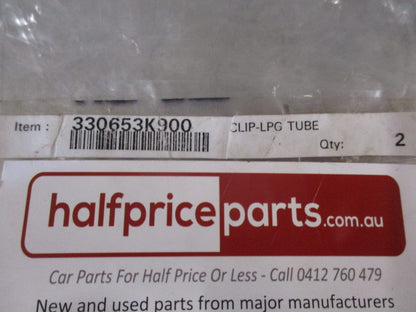 Item : 330653K900 CLIP-LPG TUBE
Qty: 2
halfpriceparts.com.au
Car Parts For Half Price Or Less - Call 0412 760 479
New and used parts from major manufacturers